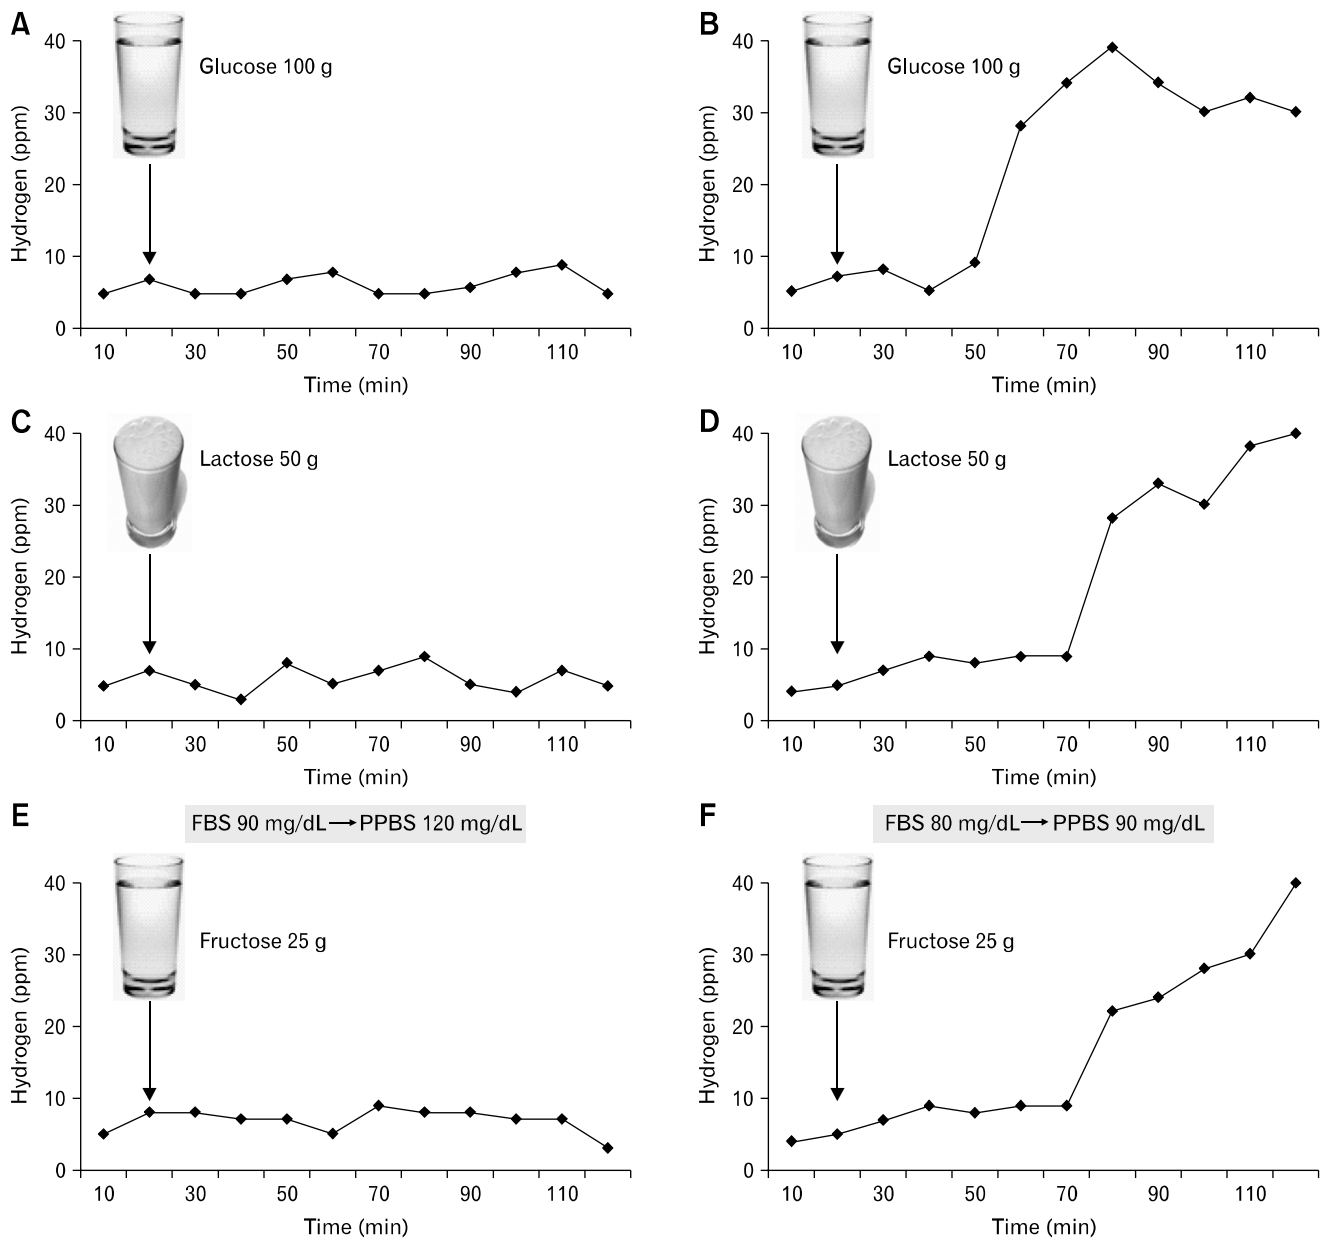 A
Glucose 100 g
Hydrogen (ppm)
40
30
20
10
0
10 30 50 70 90 110
Time (min)
B
Glucose 100 g
Hydrogen (ppm)
40
30
20
10
0
10 30 50 70 90 110
Time (min)
C
Lactose 50 g
Hydrogen (ppm)
40
30
20
10
0
10 30 50 70 90 110
Time (min)
D
Lactose 50 g
Hydrogen (ppm)
40
30
20
10
0
10 30 50 70 90 110
Time (min)
E
FBS 90 mg/dL→PPBS 120 mg/dL
Fructose 25 g
Hydrogen (ppm)
40
30
20
10
0
10 30 50 70 90 110
Time (min)
F
FBS 80 mg/dL→PPBS 90 mg/dL
Fructose 25 g
Hydrogen (ppm)
40
30
20
10
0
10 30 50 70 90 110
Time (min)